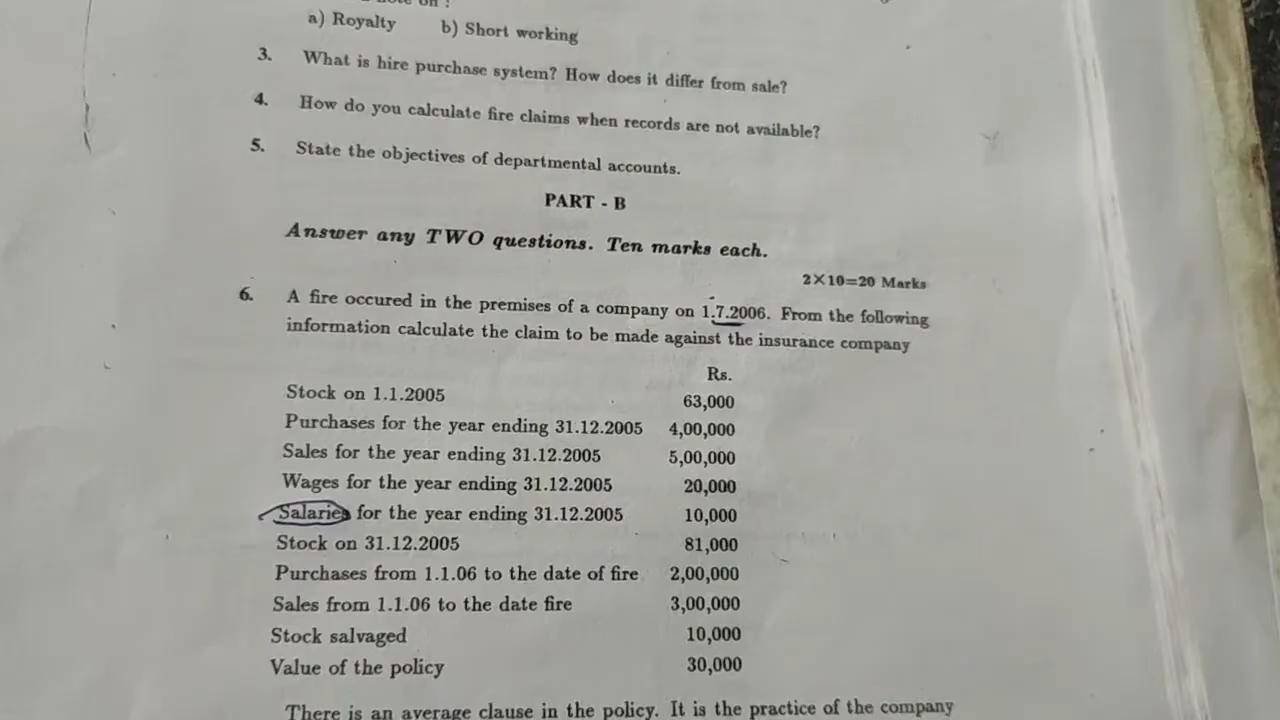 a) Royalty b) Short working
3. What is hire purchase system? How does it differ from sale?
4. How do you calculate fire claims when records are not available?
5. State the objectives of departmental accounts.
PART - B
Answer any TWO questions. Ten marks each.
2×10=20 Marks
6. A fire occured in the premises of a company on 1.7.2006. From the following
information calculate the claim to be made against the insurance company
Rs.
Stock on 1.1.2005 63,000
Purchases for the year ending 31.12.2005 4,00,000
Sales for the year ending 31.12.2005 5,00,000
Wages for the year ending 31.12.2005 20,000
Salaries for the year ending 31.12.2005 10,000
Stock on 31.12.2005 81,000
Purchases from 1.1.06 to the date of fire 2,00,000
Sales from 1.1.06 to the date fire 3,00,000
Stock salvaged 10,000
Value of the policy 30,000
There is an average clause in the policy. It is the practice of the company